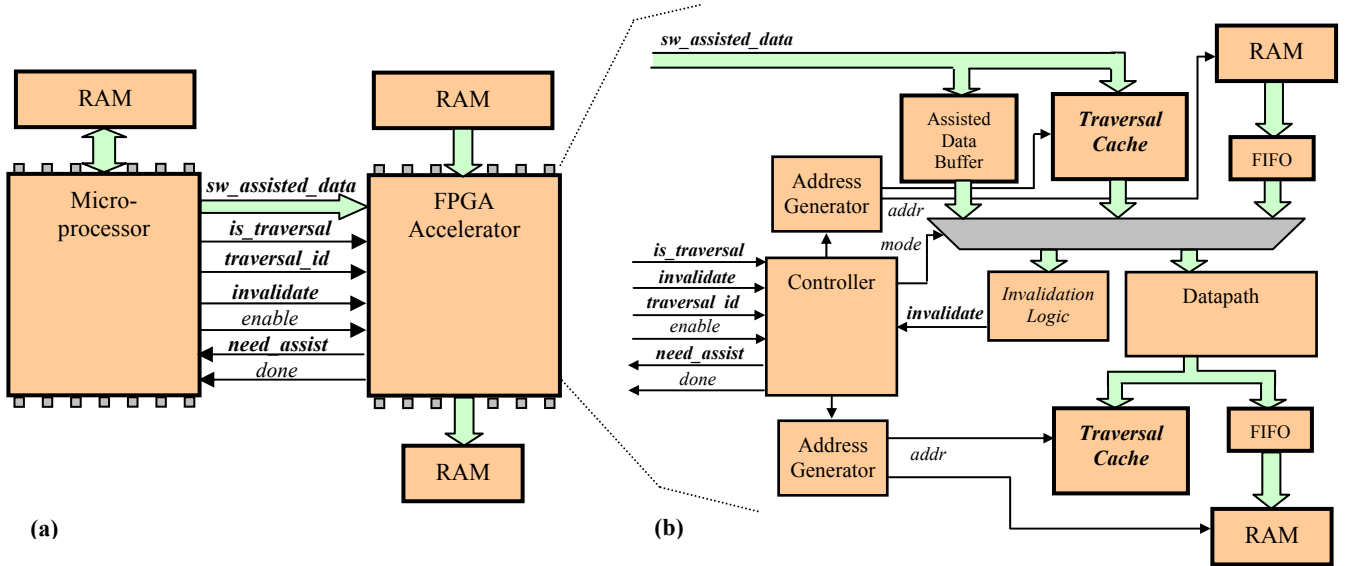 RAM
RAM
Micro-
processor
sw_assisted_data
is_traversal
traversal_id
invalidate
enable
need_assist
done
FPGA
Accelerator
RAM
(a)
sw_assisted_data
RAM
Assisted
Data
Buffer
Traversal
Cache
FIFO
Address
Generator
addr
mode
is_traversal
invalidate
traversal_id
enable
need_assist
done
Controller
invalidate
Invalidation
Logic
Datapath
Address
Generator
addr
Traversal
Cache
FIFO
RAM
(b)